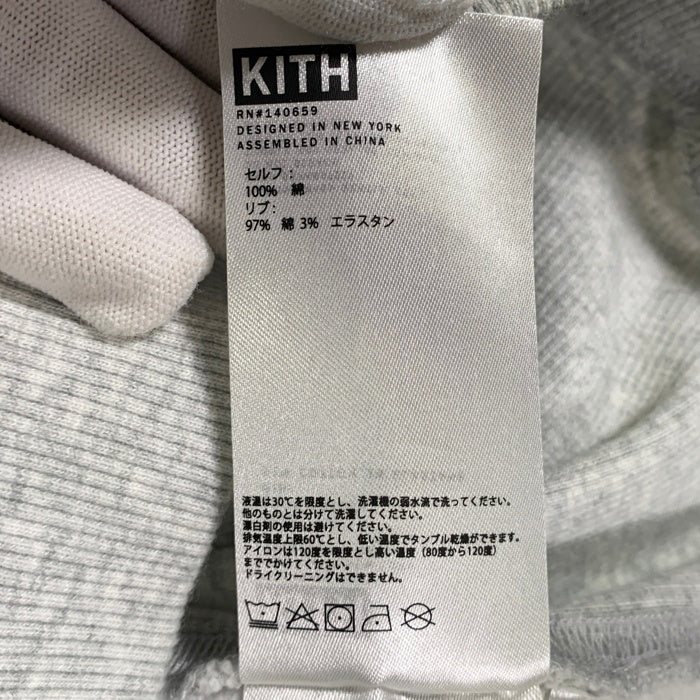 KITH
RN#140659
DESIGNED IN NEW YORK
ASSEMBLED IN CHINA
セルフ :
100% 綿
リブ :
97% 綿 3% エラスタン
液温は30℃を限度とし、洗濯機の弱水流で洗ってください。
他のものとは分けて洗濯してください。
漂白剤の使用は避けてください。
排気温度上限60℃とし、低い温度でタンブル乾燥ができます。
アイロンは120度を限度とし高い温度（80度から120度）
まででかけてください。
ドライクリーニングはできません。